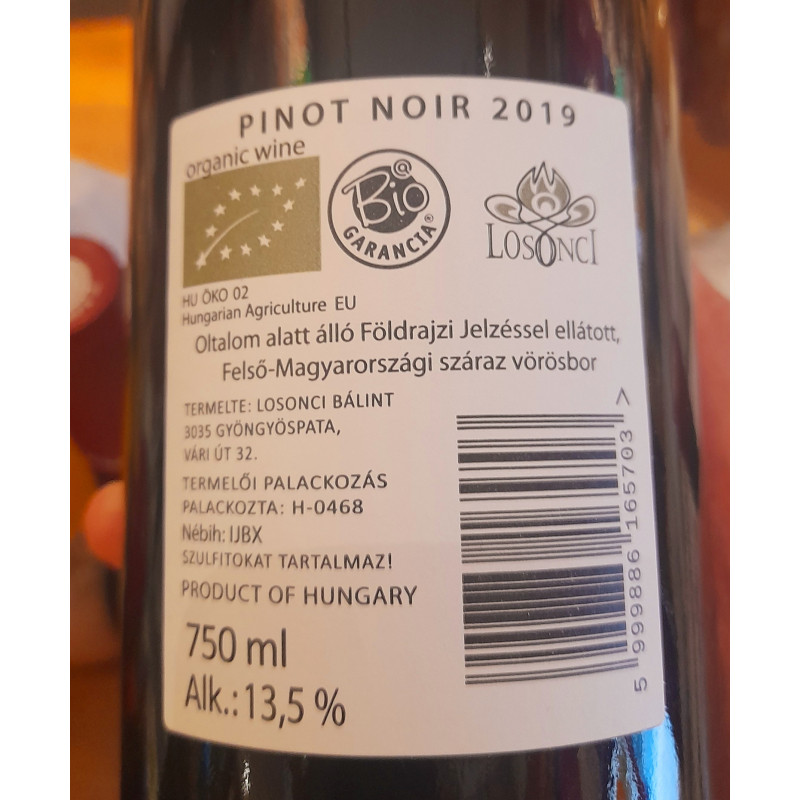 PINOT NOIR 2019
organic wine
@
Bio
GARANCIA®
LOSONCI
HU ÖKO 02
Hungarian Agriculture EU
Oltalom alatt álló Földrajzi Jelzéssel ellátott,
Felső-Magyarországi száraz vörösbor
TERMELTE: LOSONCI BÁLINT
3035 GYÖNGYÖSPATA,
VÁRI ÚT 32.
TERMELŐI PALACKOZÁS
PALACKOZTA: H-0468
Nébih: IJBX
SZULFITOKAT TARTALMAZ!
PRODUCT OF HUNGARY
750 ml
Alk.: 13,5 %
5 999886 165703 >